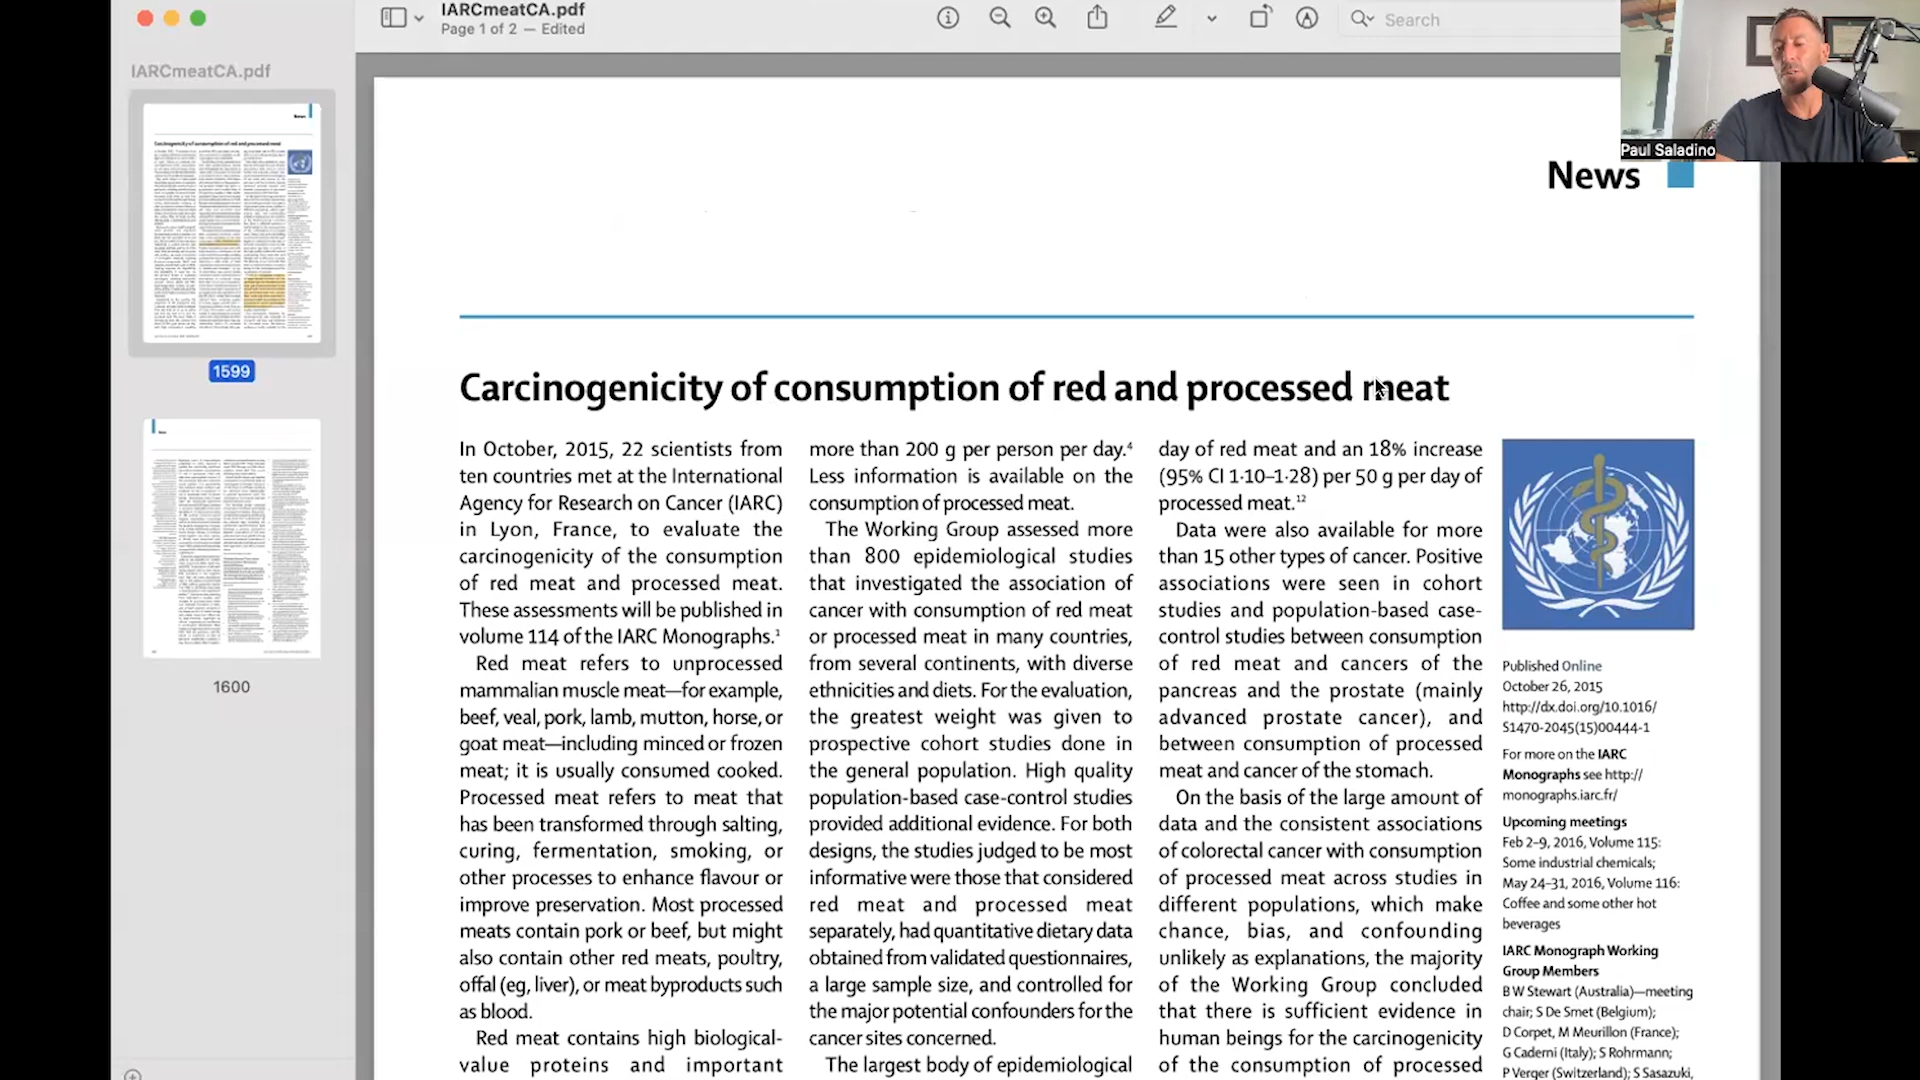 IARCmeatCA.pdf
Page 1 of 2 — Edited
Search
Paul Saladino
IARCmeatCA.pdf
1599
1600
News
Carcinogenicity of consumption of red and processed meat
In October, 2015, 22 scientists from
ten countries met at the International
Agency for Research on Cancer (IARC)
in Lyon, France, to evaluate the
carcinogenicity of the consumption
of red meat and processed meat.
These assessments will be published in
volume 114 of the IARC Monographs.¹
Red meat refers to unprocessed
mammalian muscle meat—for example,
beef, veal, pork, lamb, mutton, horse, or
goat meat—including minced or frozen
meat; it is usually consumed cooked.
Processed meat refers to meat that
has been transformed through salting,
curing, fermentation, smoking, or
other processes to enhance flavour or
improve preservation. Most processed
meats contain pork or beef, but might
also contain other red meats, poultry,
offal (eg, liver), or meat byproducts such
as blood.
Red meat contains high biological-
value proteins and important
more than 200 g per person per day.⁴
Less information is available on the
consumption of processed meat.
The Working Group assessed more
than 800 epidemiological studies
that investigated the association of
cancer with consumption of red meat
or processed meat in many countries,
from several continents, with diverse
ethnicities and diets. For the evaluation,
the greatest weight was given to
prospective cohort studies done in
the general population. High quality
population-based case-control studies
provided additional evidence. For both
designs, the studies judged to be most
informative were those that considered
red meat and processed meat
separately, had quantitative dietary data
obtained from validated questionnaires,
a large sample size, and controlled for
the major potential confounders for the
cancer sites concerned.
The largest body of epidemiological
day of red meat and an 18% increase
(95% CI 1·10–1·28) per 50 g per day of
processed meat.¹²
Data were also available for more
than 15 other types of cancer. Positive
associations were seen in cohort
studies and population-based case-
control studies between consumption
of red meat and cancers of the
pancreas and the prostate (mainly
advanced prostate cancer), and
between consumption of processed
meat and cancer of the stomach.
On the basis of the large amount of
data and the consistent associations
of colorectal cancer with consumption
of processed meat across studies in
different populations, which make
chance, bias, and confounding
unlikely as explanations, the majority
of the Working Group concluded
that there is sufficient evidence in
human beings for the carcinogenicity
of the consumption of processed
Published Online
October 26, 2015
http://dx.doi.org/10.1016/
S1470-2045(15)00444-1
For more on the IARC
Monographs see http://
monographs.iarc.fr/
Upcoming meetings
Feb 2–9, 2016, Volume 115:
Some industrial chemicals;
May 24–31, 2016, Volume 116:
Coffee and some other hot
beverages
IARC Monograph Working
Group Members
B W Stewart (Australia)—meeting
chair; S De Smet (Belgium);
D Corpet, M Meurillon (France);
G Caderni (Italy); S Rohrmann;
P Verger (Switzerland); S Sasazuki,